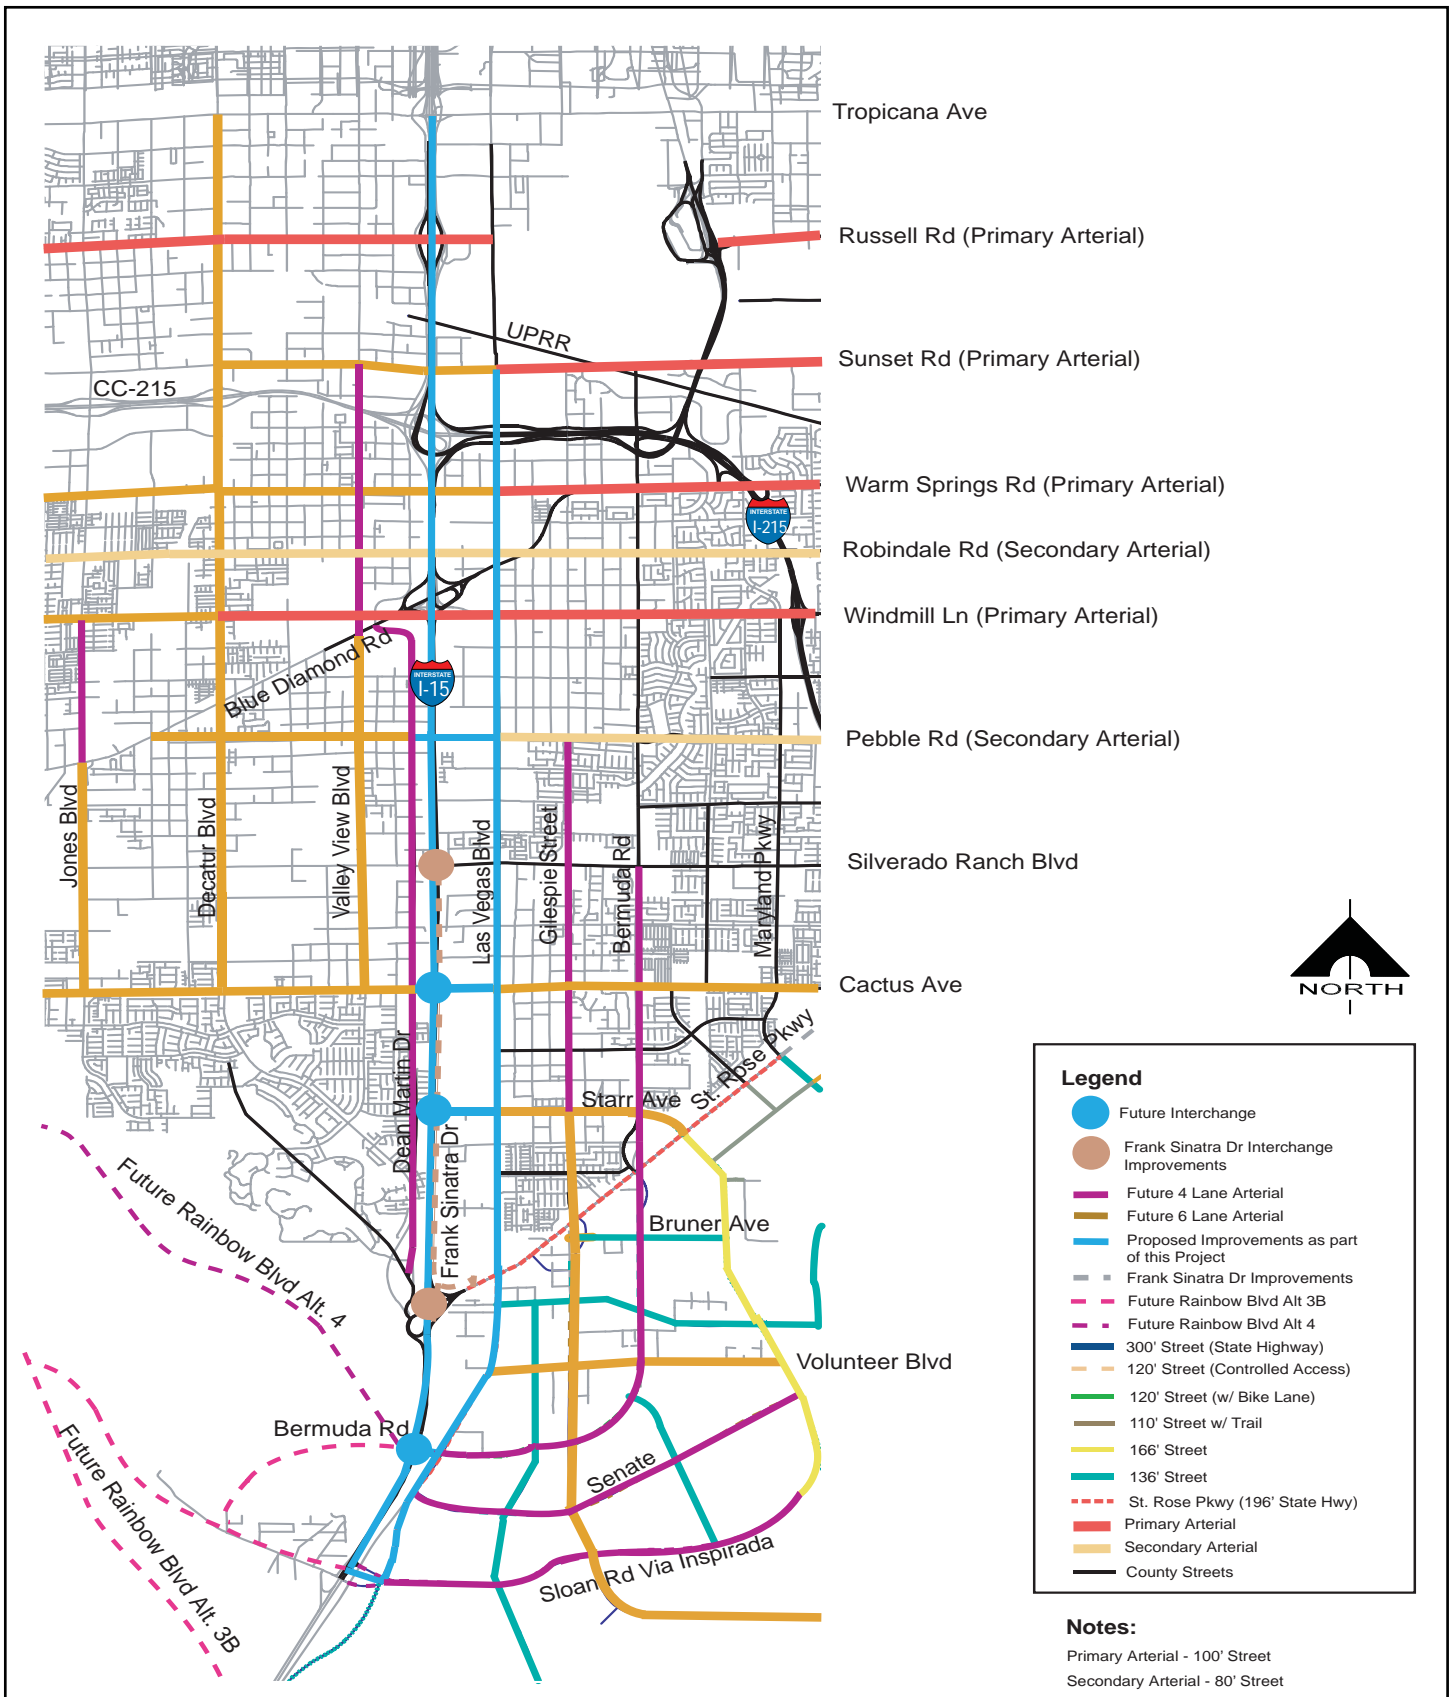 Tropicana Ave
Russell Rd (Primary Arterial)
UPRR
Sunset Rd (Primary Arterial)
CC-215
Warm Springs Rd (Primary Arterial)
INTERSTATE
I-215
Robindale Rd (Secondary Arterial)
Windmill Ln (Primary Arterial)
Blue Diamond Rd
INTERSTATE
I-15
Pebble Rd (Secondary Arterial)
Jones Blvd
Decatur Blvd
Valley View Blvd
Las Vegas Blvd
Gilespie Street
Bermuda Rd
Maryland Pkwy
Silverado Ranch Blvd
Cactus Ave
NORTH
Dean Martin Dr
Frank Sinatra Dr
Starr Ave
St. Rose Pkwy
Future Rainbow Blvd Alt. 4
Bruner Ave
Volunteer Blvd
Bermuda Rd
Senate
Future Rainbow Blvd Alt. 3B
Sloan Rd Via Inspirada
Legend
Future Interchange
Frank Sinatra Dr Interchange
Improvements
Future 4 Lane Arterial
Future 6 Lane Arterial
Proposed Improvements as part
of this Project
Frank Sinatra Dr Improvements
Future Rainbow Blvd Alt 3B
Future Rainbow Blvd Alt 4
300' Street (State Highway)
120' Street (Controlled Access)
120' Street (w/ Bike Lane)
110' Street w/ Trail
166' Street
136' Street
St. Rose Pkwy (196' State Hwy)
Primary Arterial
Secondary Arterial
County Streets
Notes:
Primary Arterial - 100' Street
Secondary Arterial - 80' Street